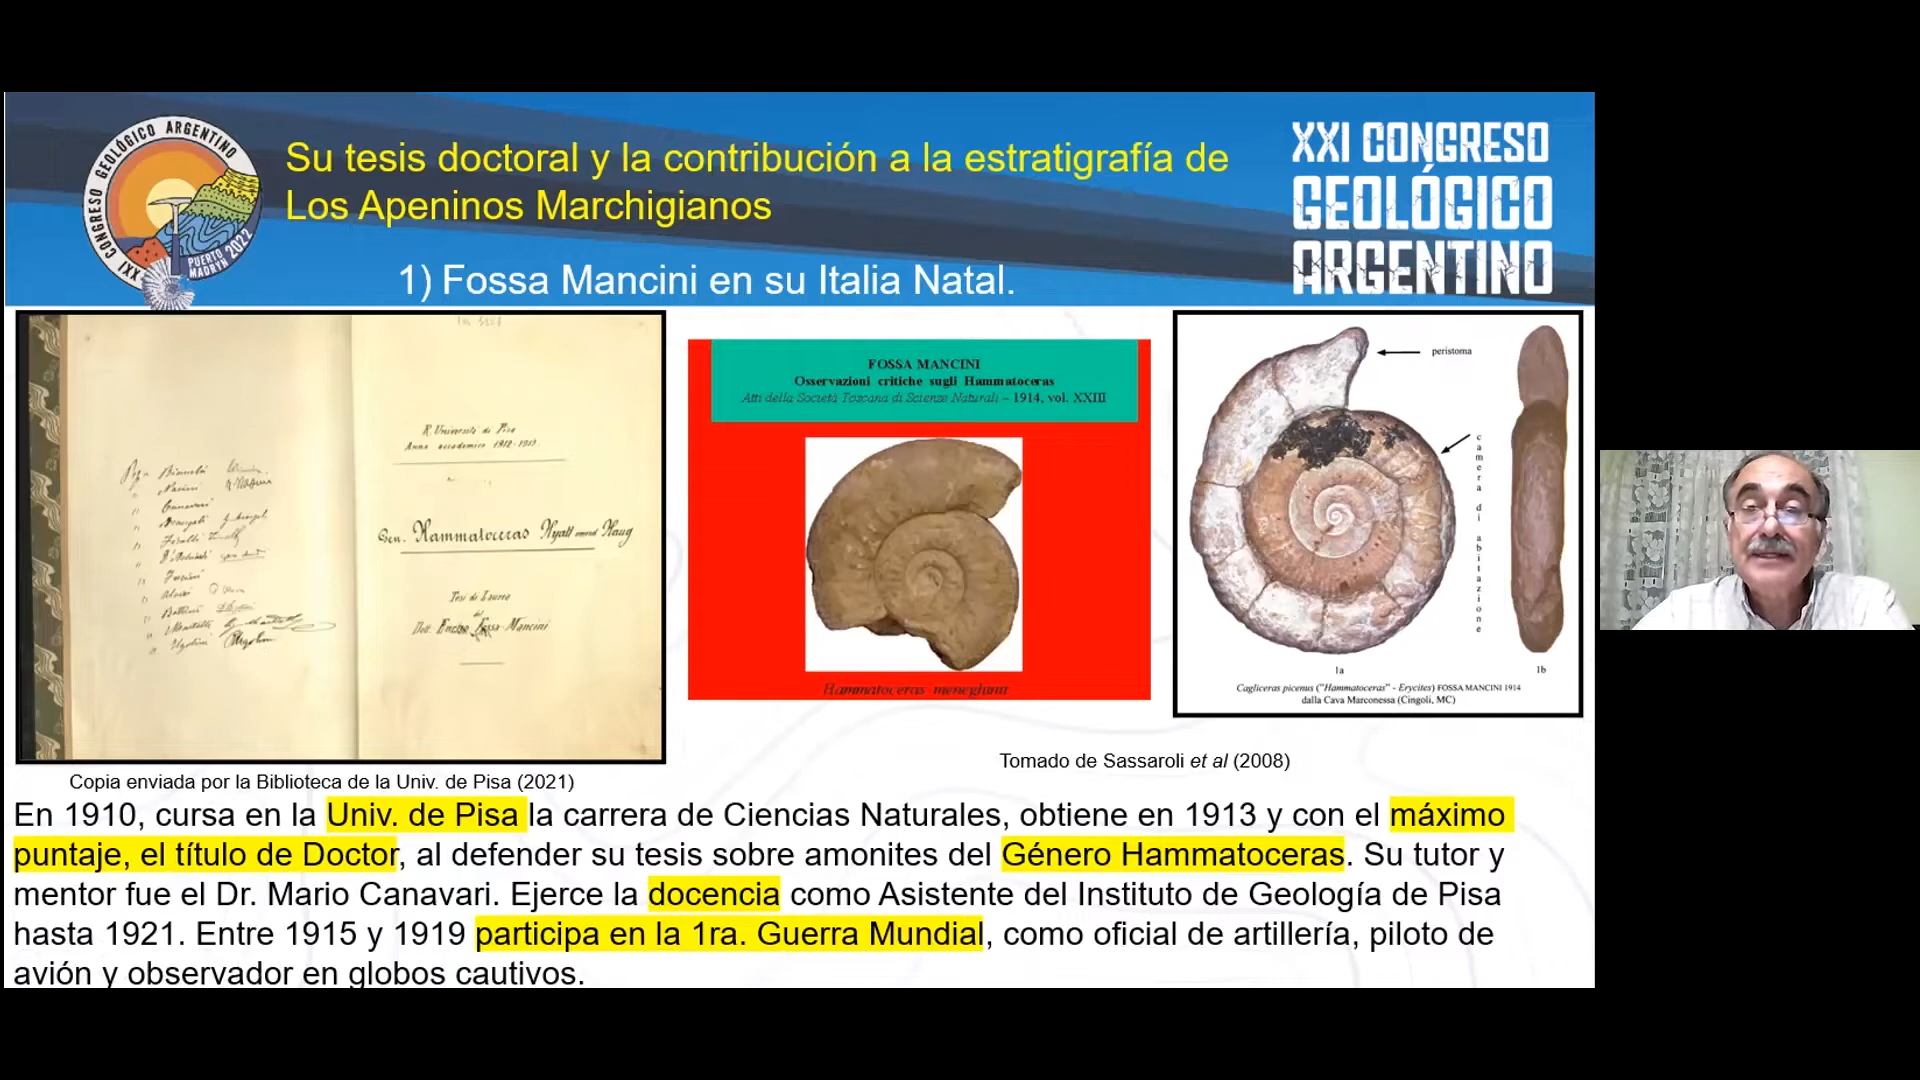 XXI CONGRESO GEOLÓGICO ARGENTINO
PUERTO
MADRYN 2022
Su tesis doctoral y la contribución a la estratigrafía de
Los Apeninos Marchigianos
1) Fossa Mancini en su Italia Natal.
XXI CONGRESO
GEOLÓGICO
ARGENTINO
R. Università di Pisa
Anno accademico 1912-1913.
Gen. Hammatoceras Hyatt emend Haug
Tesi di Laurea
del
Dott. Enrico Fossa-Mancini
FOSSA MANCINI
Osservazioni critiche sugli Hammatoceras
Atti della Società Toscana di Scienze Naturali – 1914, vol. XXIII
Hammatoceras meneghinii
peristoma
camera di abitazione
1a
1b
Cagliceras picenus ("Hammatoceras" - Erycites) FOSSA MANCINI 1914
dalla Cava Marconessa (Cingoli, MC)
Tomado de Sassaroli et al (2008)
Copia enviada por la Biblioteca de la Univ. de Pisa (2021)
En 1910, cursa en la Univ. de Pisa la carrera de Ciencias Naturales, obtiene en 1913 y con el máximo
puntaje, el título de Doctor, al defender su tesis sobre amonites del Género Hammatoceras. Su tutor y
mentor fue el Dr. Mario Canavari. Ejerce la docencia como Asistente del Instituto de Geología de Pisa
hasta 1921. Entre 1915 y 1919 participa en la 1ra. Guerra Mundial, como oficial de artillería, piloto de
avión y observador en globos cautivos.